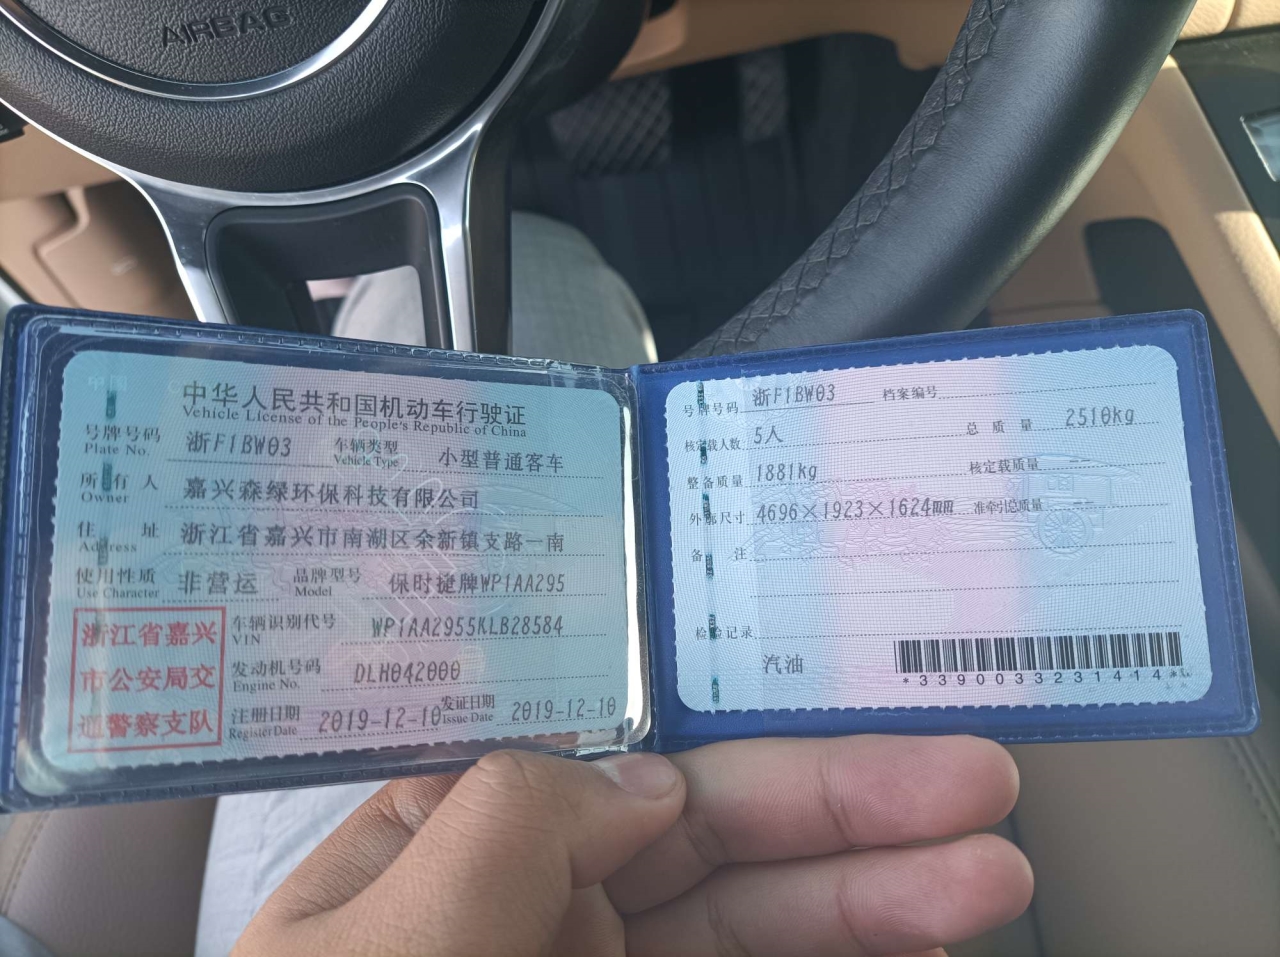 AIRBAG
中华人民共和国机动车行驶证
Vehicle License of the People's Republic of China
号牌号码 浙F1BW03 车辆类型 小型普通客车
Plate No. Vehicle Type
所有人 嘉兴森绿环保科技有限公司
Owner
住址 浙江省嘉兴市南湖区余新镇支路一南
Address
使用性质 非营运 品牌型号 保时捷牌WP1AA295
Use Character Model
浙江省嘉兴
市公安局交
通警察支队
车辆识别代号 WP1AA2955KLB28584
VIN
发动机号码 DLH042000
Engine No.
注册日期 2019-12-10 发证日期 2019-12-10
Register Date Issue Date
号牌号码 浙F1BW03 档案编号
核定载人数 5人 总质量 2510kg
整备质量 1881kg 核定载质量
外廓尺寸 4696×1923×1624mm 准牵引总质量
备注
检验记录
汽油
*3390033231414*